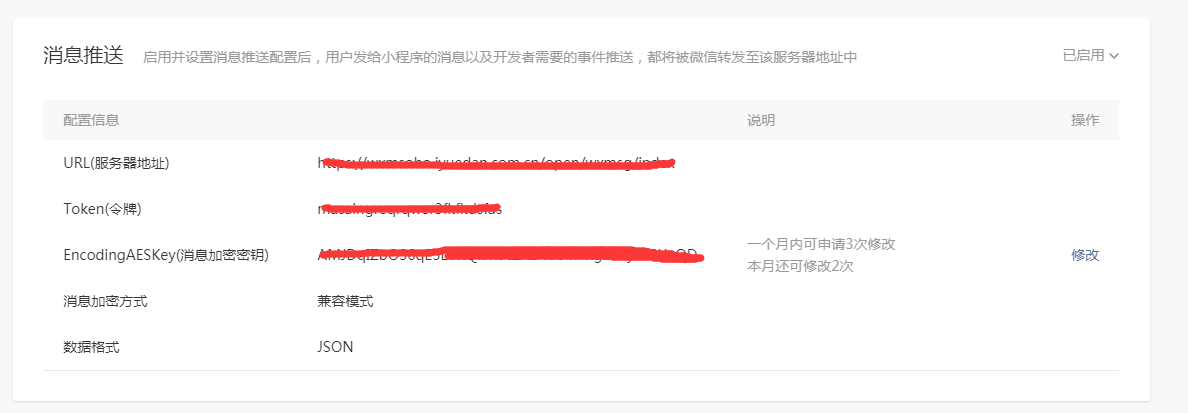 消息推送 启用并设置消息推送配置后，用户发给小程序的消息以及开发者需要的事件推送，都将被微信转发至该服务器地址中 已启用
配置信息 说明 操作
URL(服务器地址)
Token(令牌)
EncodingAESKey(消息加密密钥)
一个月内可申请3次修改
本月还可修改2次
修改
消息加密方式 兼容模式
数据格式 JSON